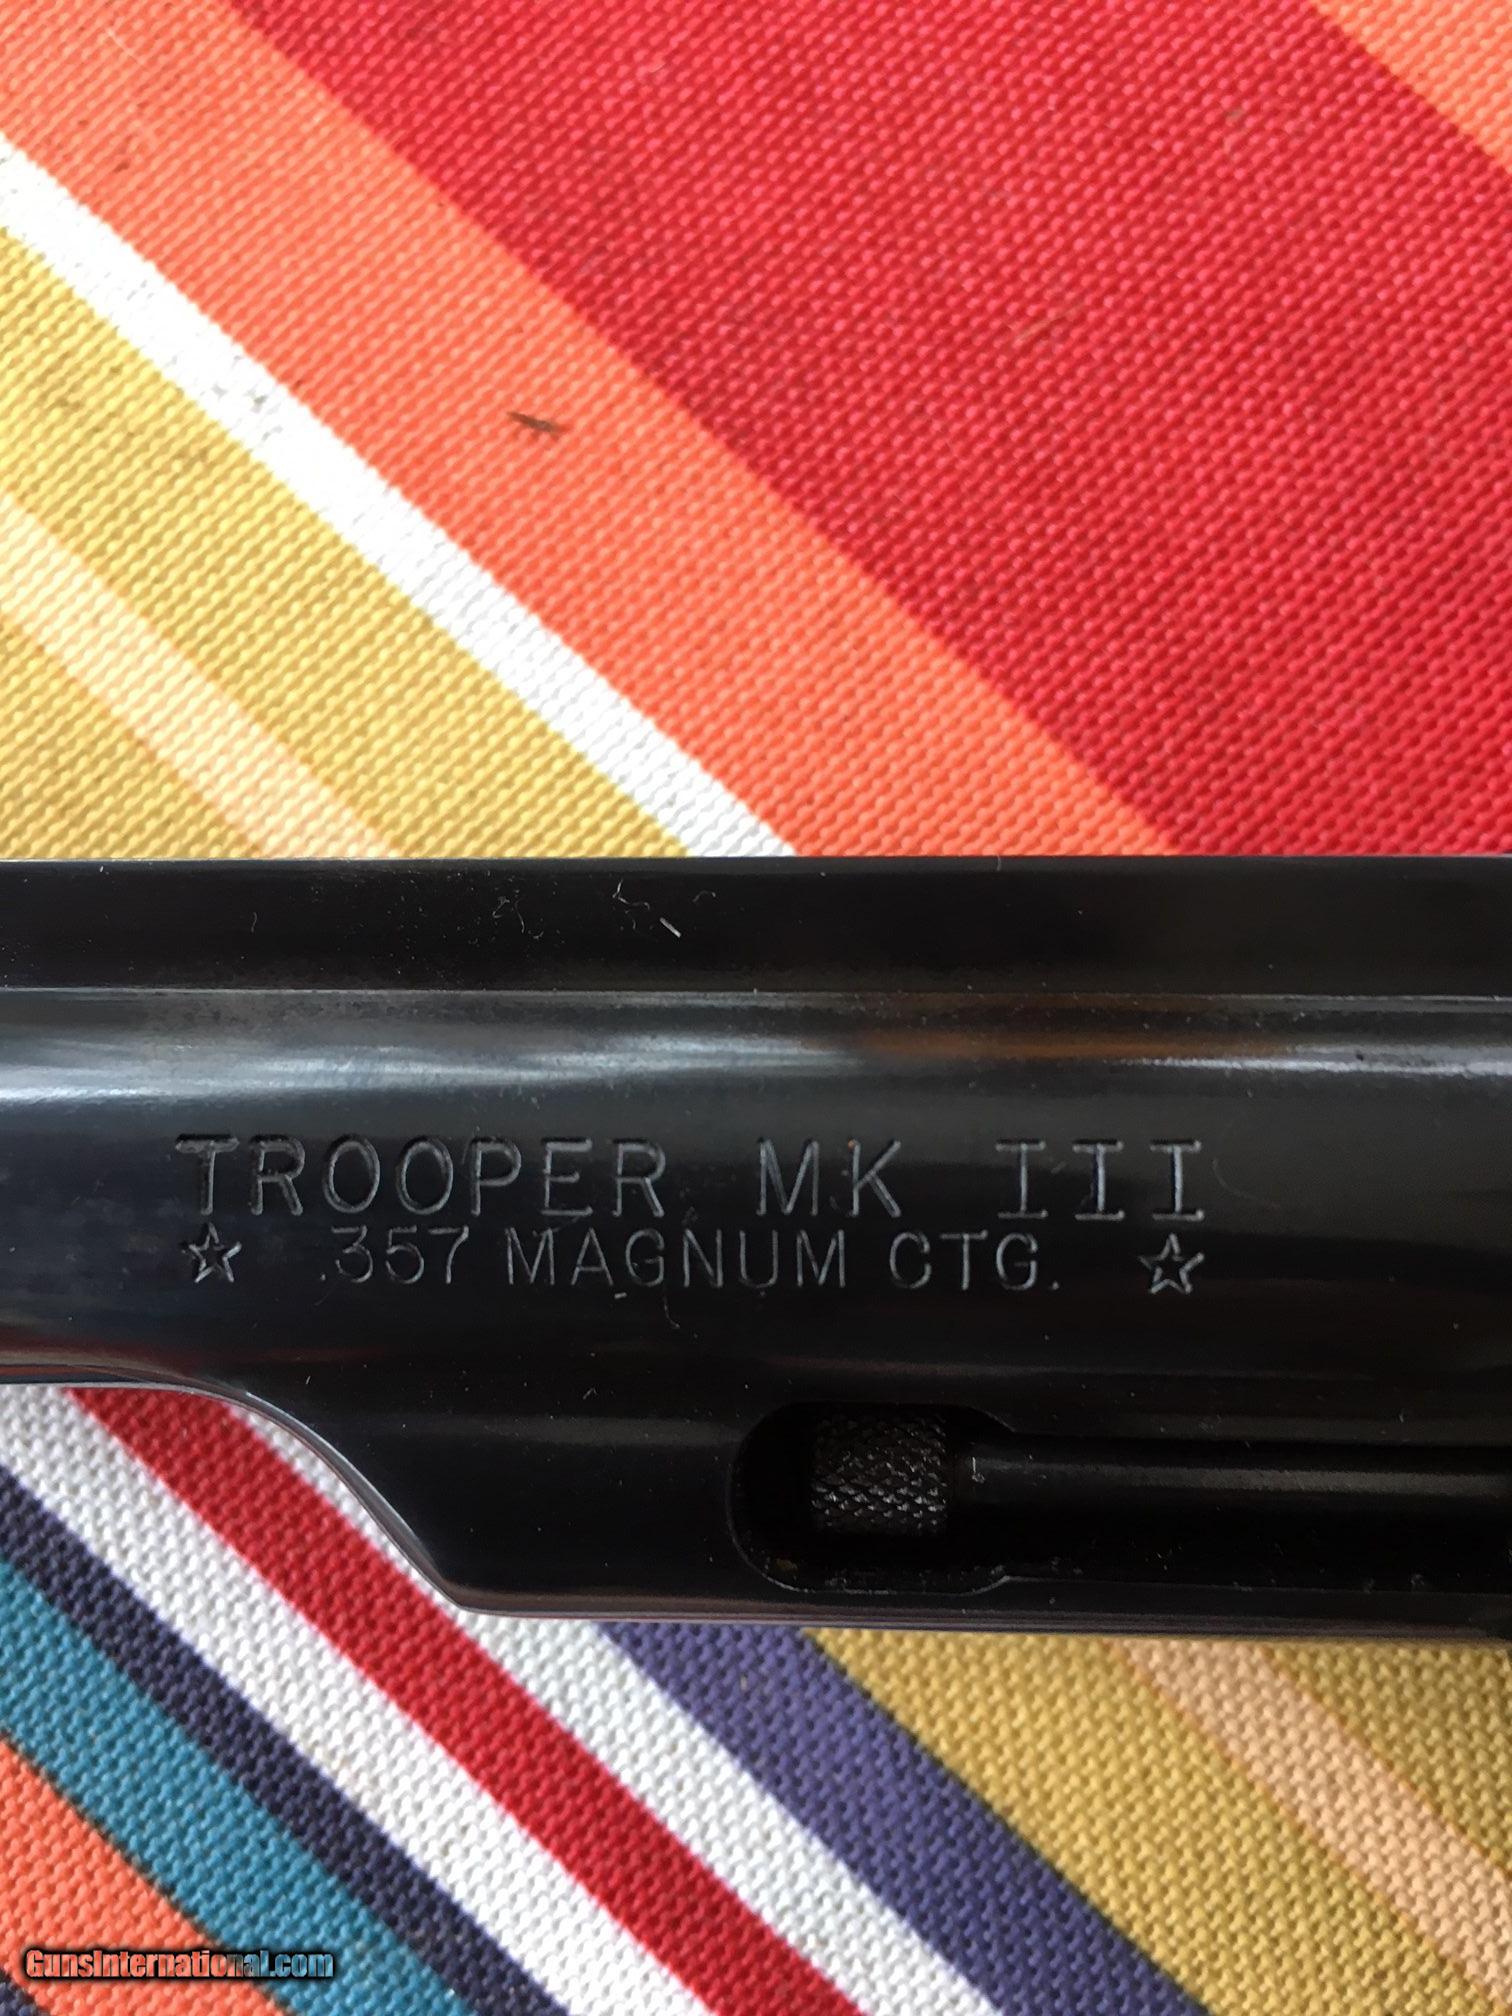 TROOPER MK III
☆ .357 MAGNUM CTG. ☆
GunsInternational.com